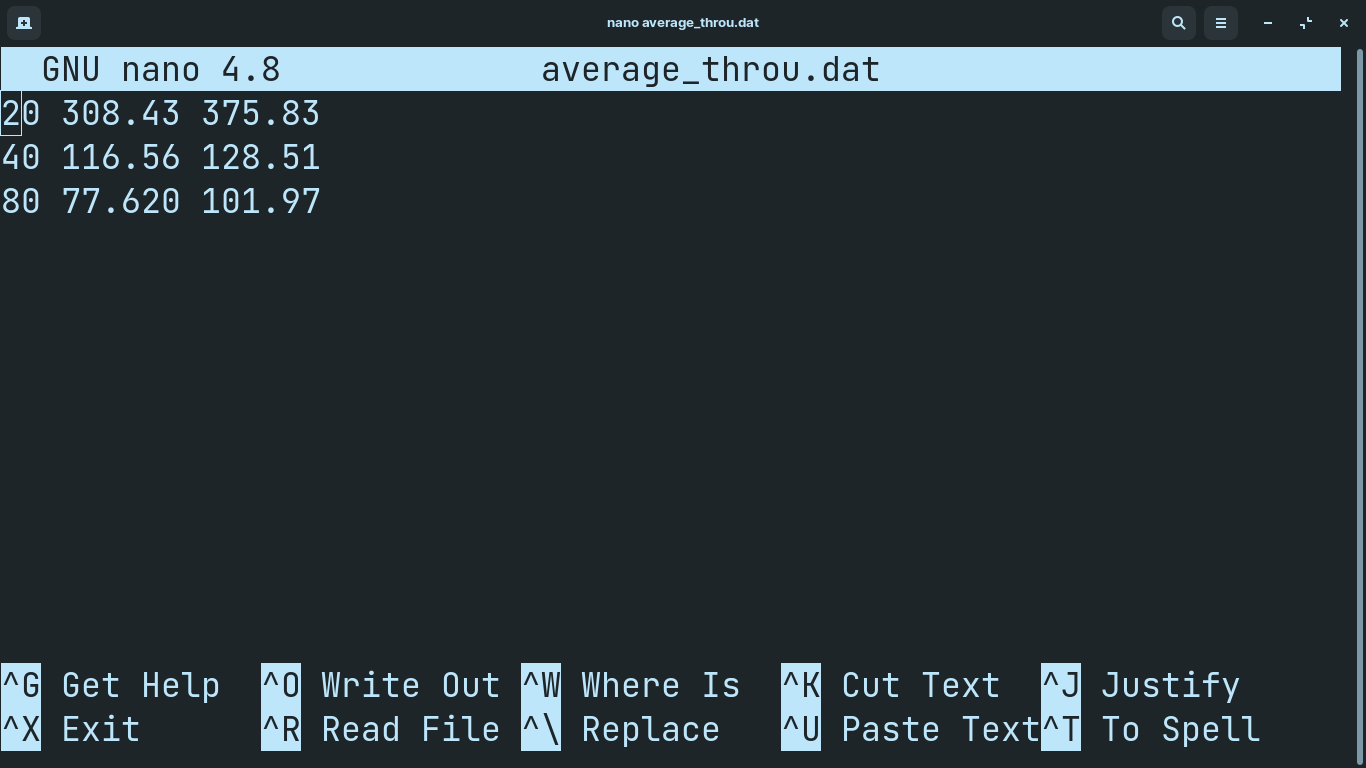 nano average_throu.dat
GNU nano 4.8 average_throu.dat
20 308.43 375.83
40 116.56 128.51
80 77.620 101.97
^G Get Help ^O Write Out ^W Where Is ^K Cut Text ^J Justify
^X Exit ^R Read File ^\ Replace ^U Paste Text ^T To Spell